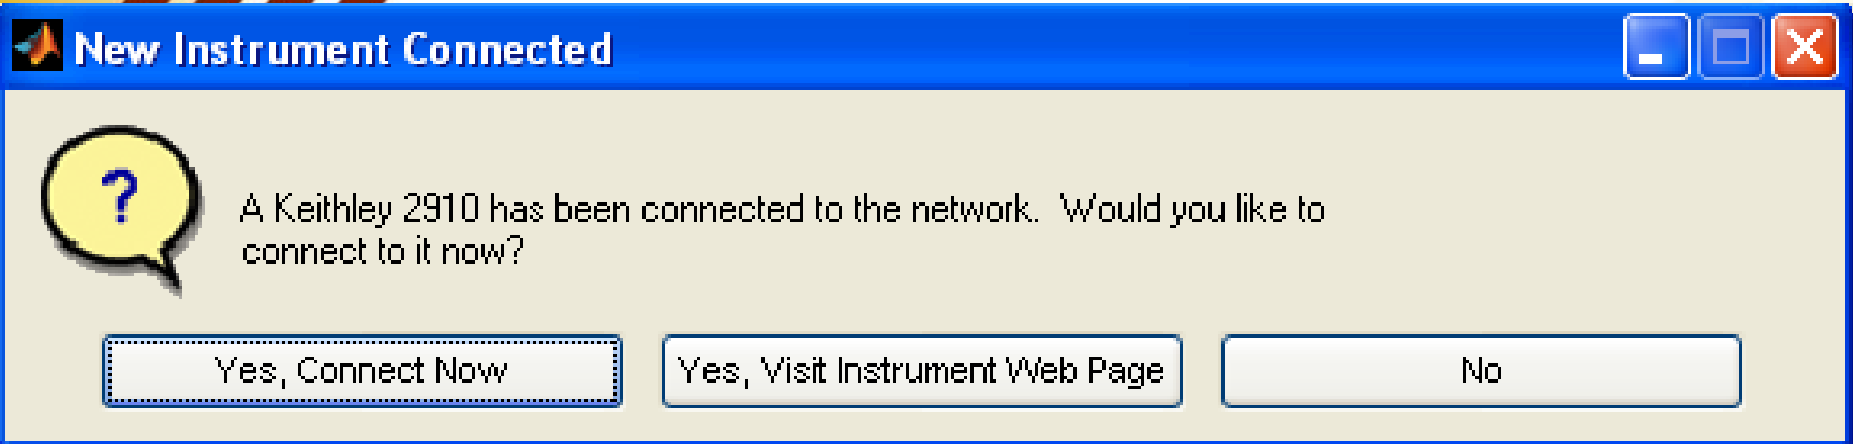 New Instrument Connected
?
A Keithley 2910 has been connected to the network.  Would you like to
connect to it now?
Yes, Connect Now
Yes, Visit Instrument Web Page
No